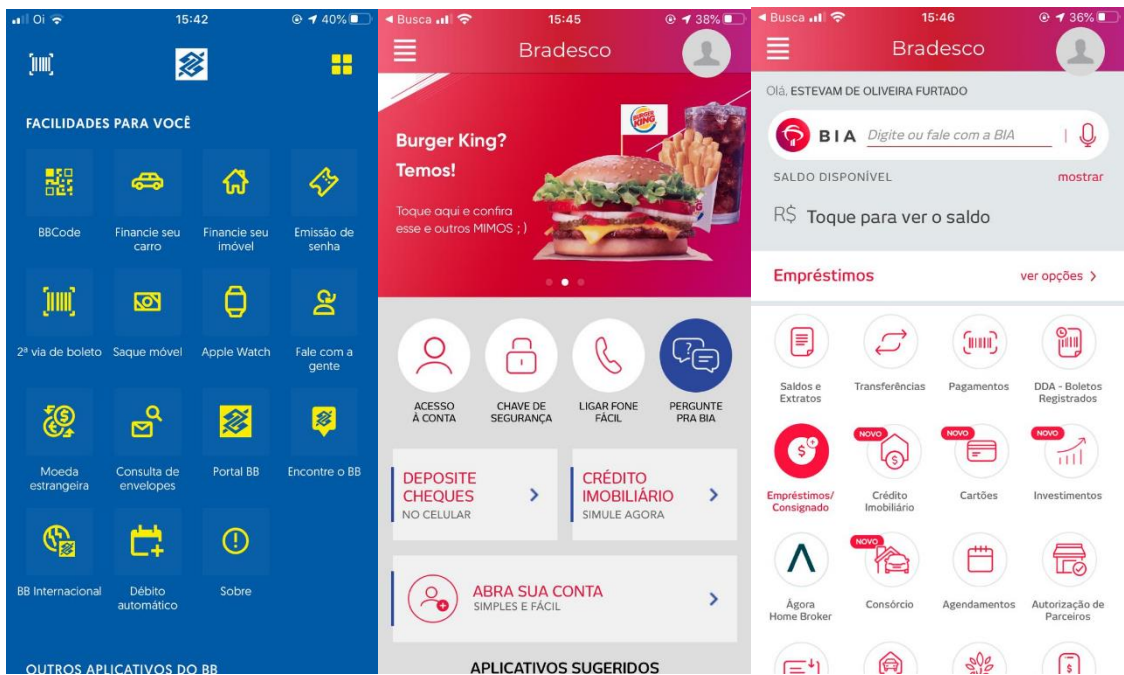 Oi
15:42
40%
FACILIDADES PARA VOCÊ
BBCode
Financie seu
carro
Financie seu
imóvel
Emissão de
senha
2ª via de boleto
Saque móvel
Apple Watch
Fale com a
gente
Moeda
estrangeira
Consulta de
envelopes
Portal BB
Encontre o BB
BB Internacional
Débito
automático
Sobre
OUTROS APLICATIVOS DO BB
Busca
15:45
38%
Bradesco
Burger King?
Temos!
Toque aqui e confira
esse e outros MIMOS ; )
BURGER
KING
ACESSO
À CONTA
CHAVE DE
SEGURANÇA
LIGAR FONE
FÁCIL
PERGUNTE
PRA BIA
DEPOSITE
CHEQUES
NO CELULAR
CRÉDITO
IMOBILIÁRIO
SIMULE AGORA
ABRA SUA CONTA
SIMPLES E FÁCIL
APLICATIVOS SUGERIDOS
Busca
15:46
36%
Bradesco
Olá, ESTEVAM DE OLIVEIRA FURTADO
BIA Digite ou fale com a BIA
SALDO DISPONÍVEL mostrar
R$ Toque para ver o saldo
Empréstimos ver opções
Saldos e
Extratos
Transferências
Pagamentos
DDA - Boletos
Registrados
Empréstimos/
Consignado
NOVO
Crédito
Imobiliário
NOVO
Cartões
NOVO
Investimentos
Ágora
Home Broker
NOVO
Consórcio
Agendamentos
Autorização de
Parceiros